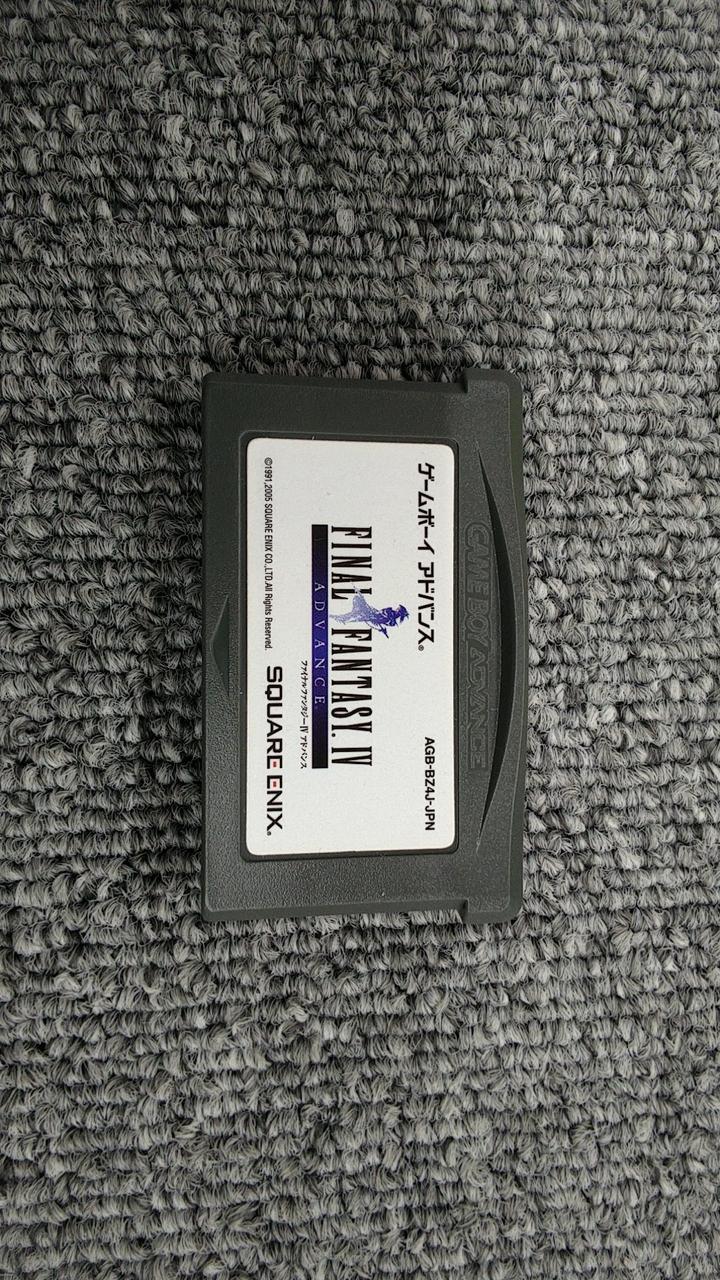 GAME BOY ADVANCE
ゲームボーイ アドバンス®
AGB-BZ4J-JPN
FINAL FANTASY. IV
ADVANCE.
ファイナルファンタジーIV アドバンス
©1991,2005 SQUARE ENIX CO.,LTD.All Rights Reserved.
SQUARE ENIX®